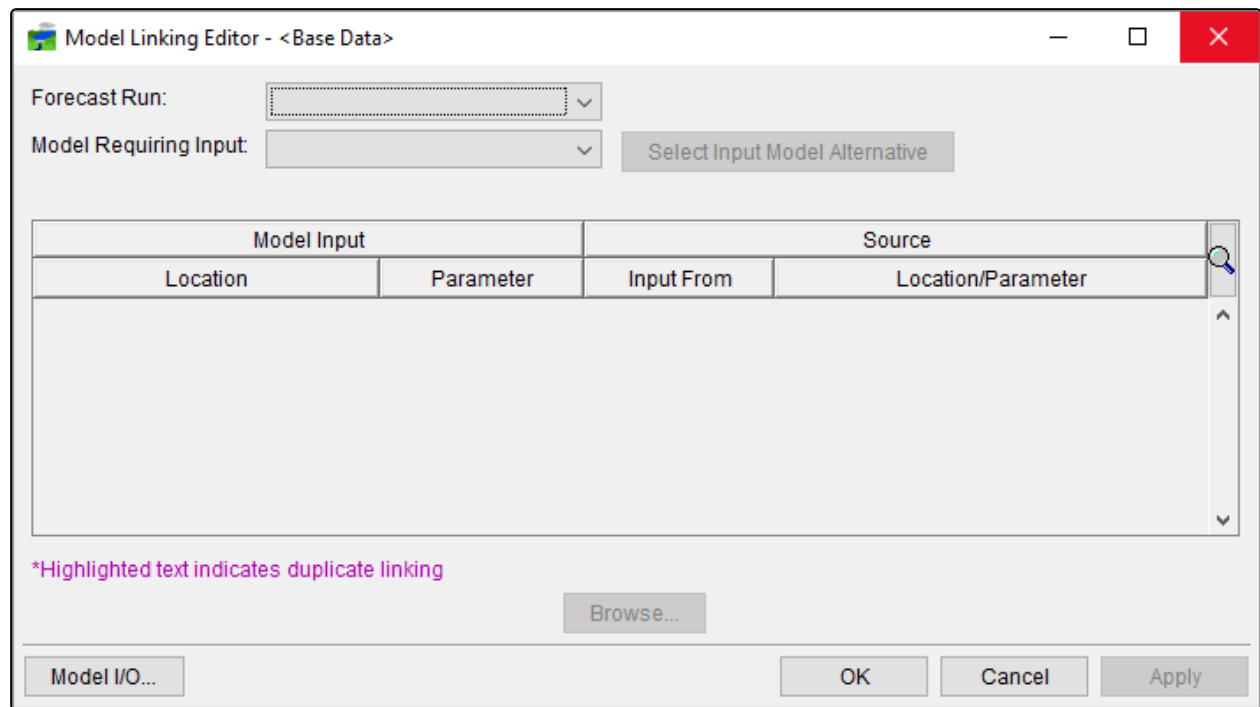 Model Linking Editor - <Base Data>
Forecast Run:
Model Requiring Input:
Select Input Model Alternative
Model Input
Source
Location
Parameter
Input From
Location/Parameter
*Highlighted text indicates duplicate linking
Browse...
Model I/O...
OK
Cancel
Apply